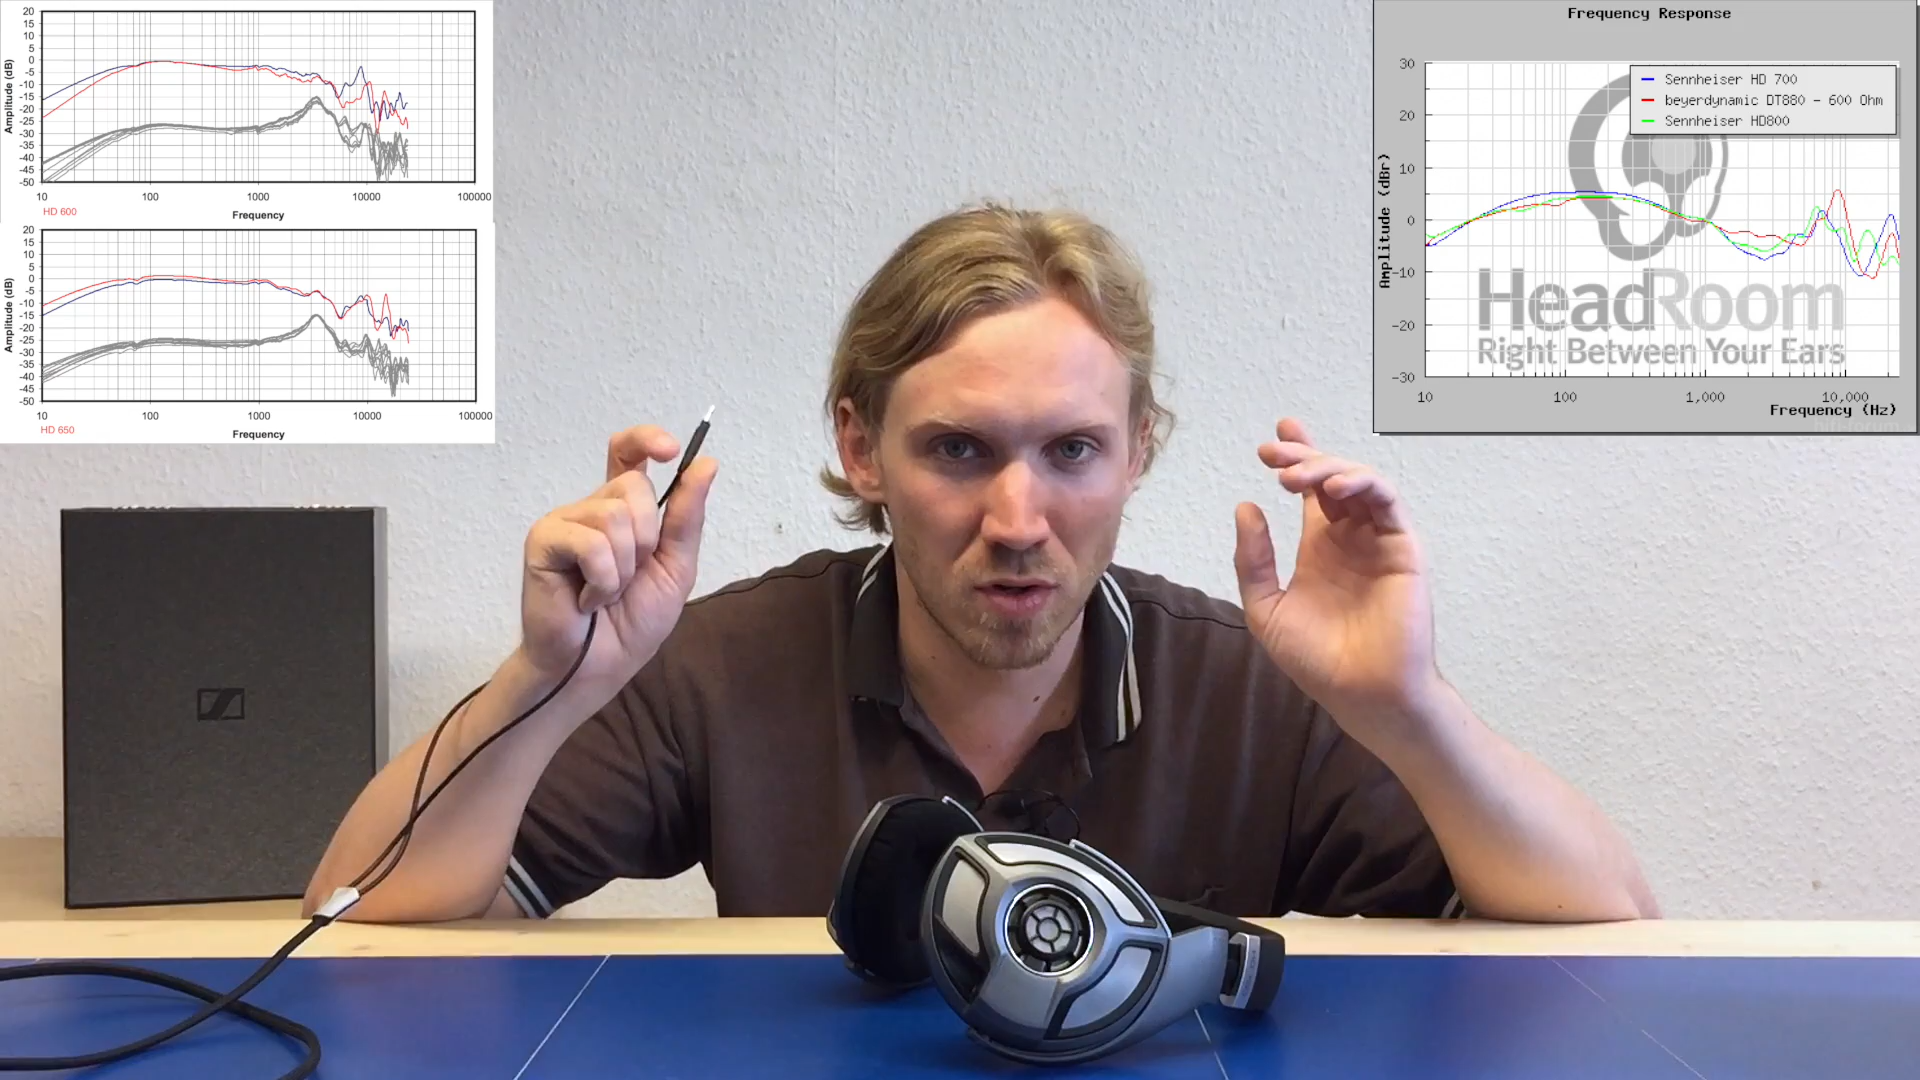 20
15
10
5
0
-5
-10
-15
-20
-25
-30
-35
-40
-45
-50
Amplitude (dB)
10 100 1000 10000 100000
Frequency
HD 600
20
15
10
5
0
-5
-10
-15
-20
-25
-30
-35
-40
-45
-50
Amplitude (dB)
10 100 1000 10000 100000
Frequency
HD 650
Frequency Response
Sennheiser HD 700
beyerdynamic DT880 - 600 Ohm
Sennheiser HD800
30
20
10
0
-10
-20
-30
Amplitude (dBr)
HeadRoom
Right Between Your Ears
10 100 1,000 10,000
Frequency (Hz)
hifi-forum